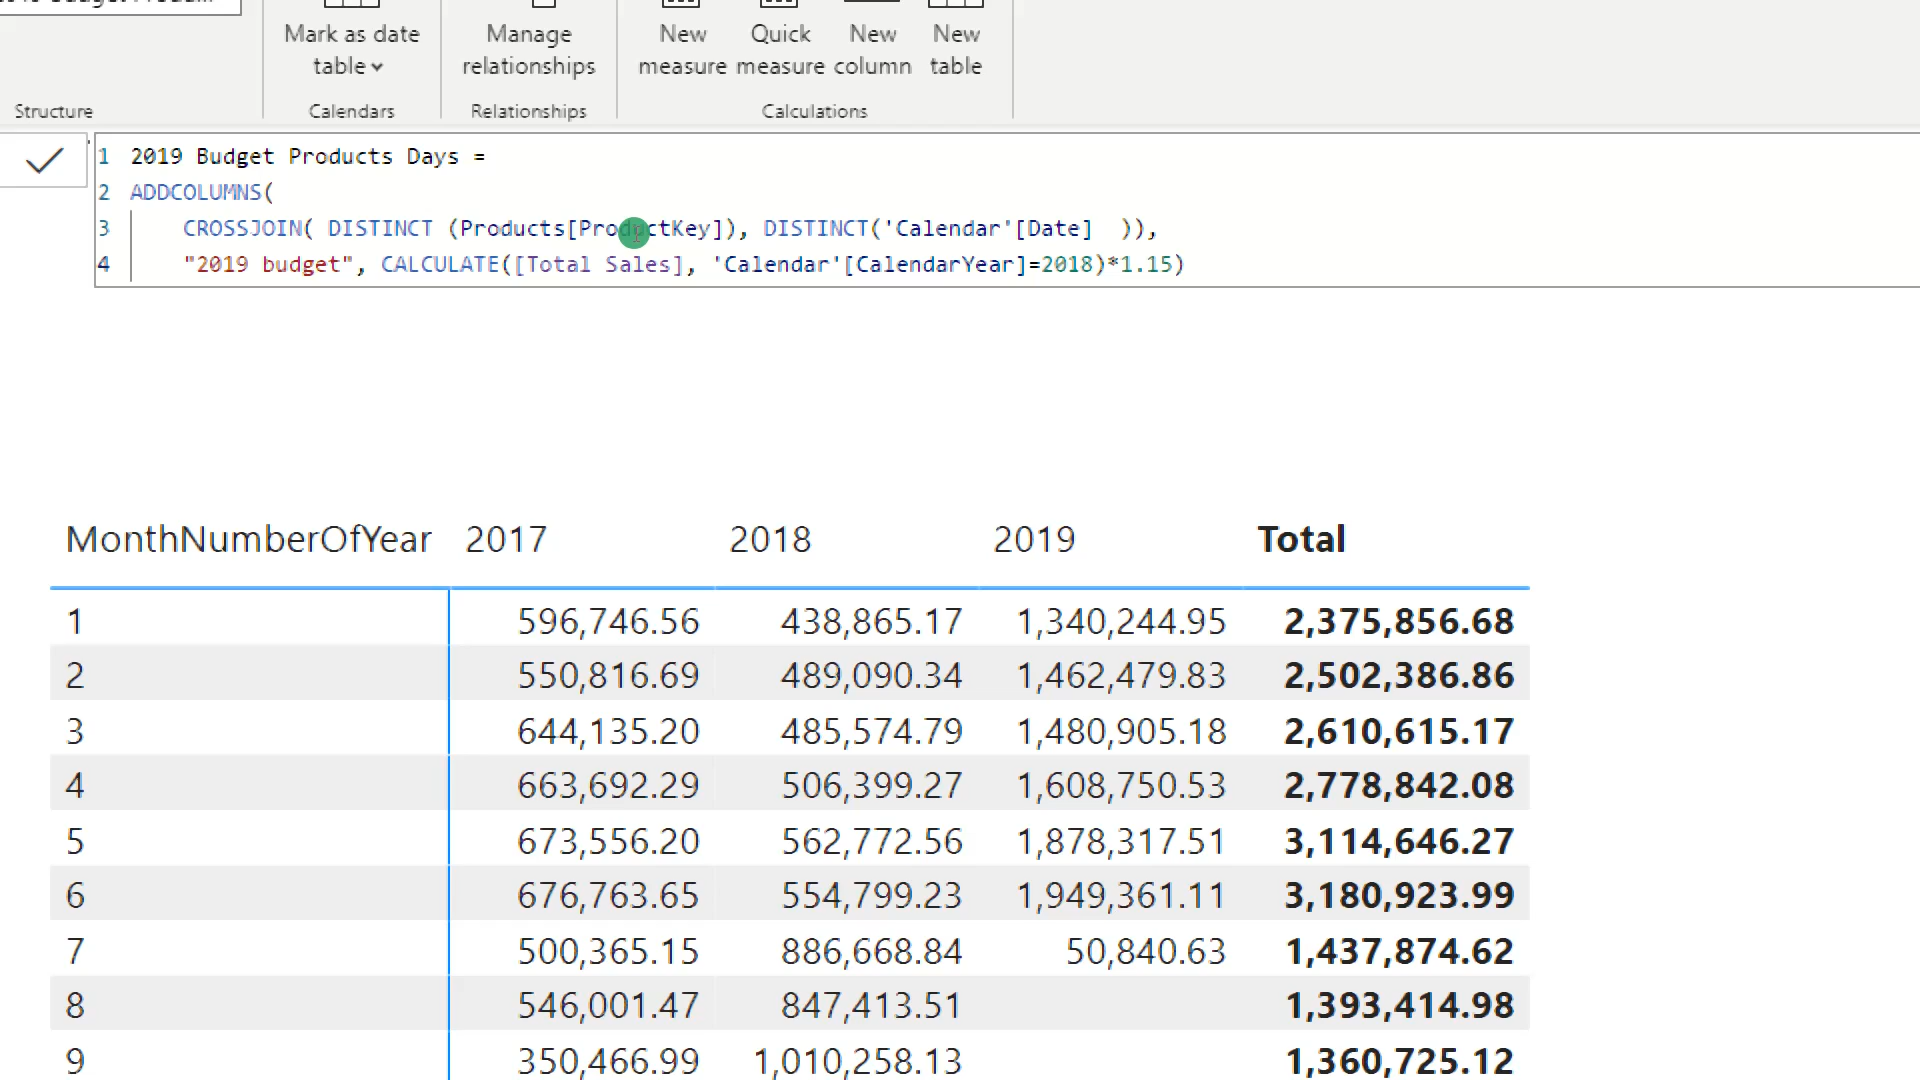 Mark as date table
Manage relationships
New measure
Quick measure
New column
New table
Structure
Calendars
Relationships
Calculations
1 2019 Budget Products Days =
2 ADDCOLUMNS(
3 CROSSJOIN( DISTINCT (Products[ProductKey]), DISTINCT('Calendar'[Date] )),
4 "2019 budget", CALCULATE([Total Sales], 'Calendar'[CalendarYear]=2018)*1.15)
MonthNumberOfYear 2017 2018 2019 Total
1 596,746.56 438,865.17 1,340,244.95 2,375,856.68
2 550,816.69 489,090.34 1,462,479.83 2,502,386.86
3 644,135.20 485,574.79 1,480,905.18 2,610,615.17
4 663,692.29 506,399.27 1,608,750.53 2,778,842.08
5 673,556.20 562,772.56 1,878,317.51 3,114,646.27
6 676,763.65 554,799.23 1,949,361.11 3,180,923.99
7 500,365.15 886,668.84 50,840.63 1,437,874.62
8 546,001.47 847,413.51 1,393,414.98
9 350,466.99 1,010,258.13 1,360,725.12